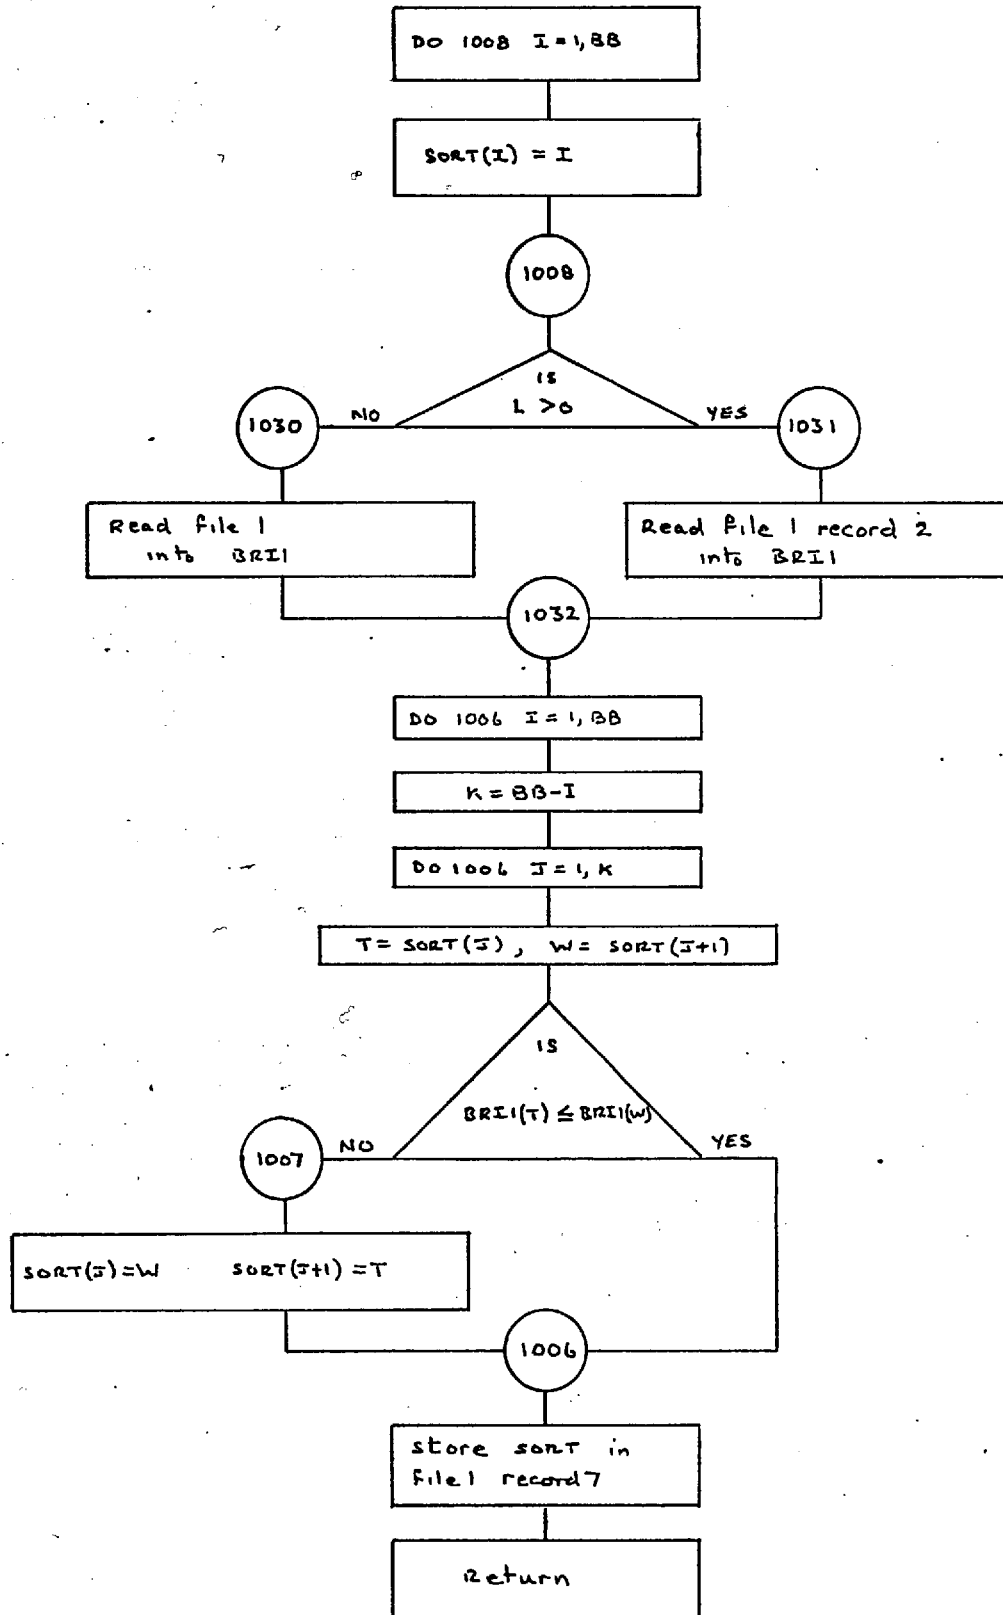 DO 1008 I = 1, BB
SORT(I) = I
1008
IS
L > 0
NO
YES
1030
1031
Read file 1
into BRI1
Read file 1 record 2
into BRI1
1032
DO 1006 I = 1, BB
K = BB-I
DO 1006 J = 1, K
T = SORT(J), W = SORT(J+1)
IS
BRI1(T) ≤ BRI1(W)
NO
YES
1007
SORT(J)=W SORT(J+1) = T
1006
Store SORT in
file 1 record 7
Return